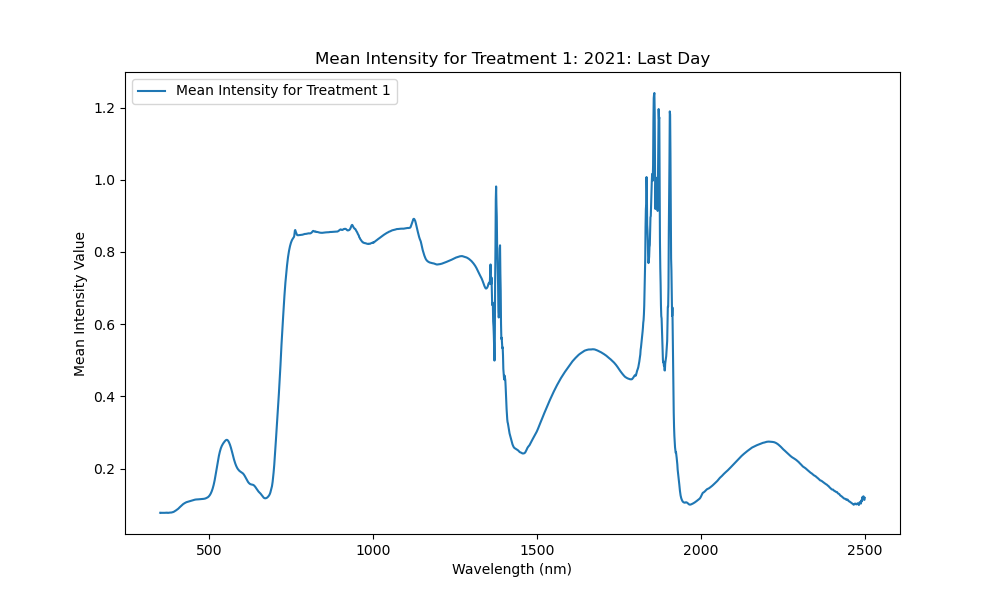 Mean Intensity for Treatment 1: 2021: Last Day
Mean Intensity for Treatment 1
Mean Intensity Value
1.2
1.0
0.8
0.6
0.4
0.2
500
1000
1500
2000
2500
Wavelength (nm)